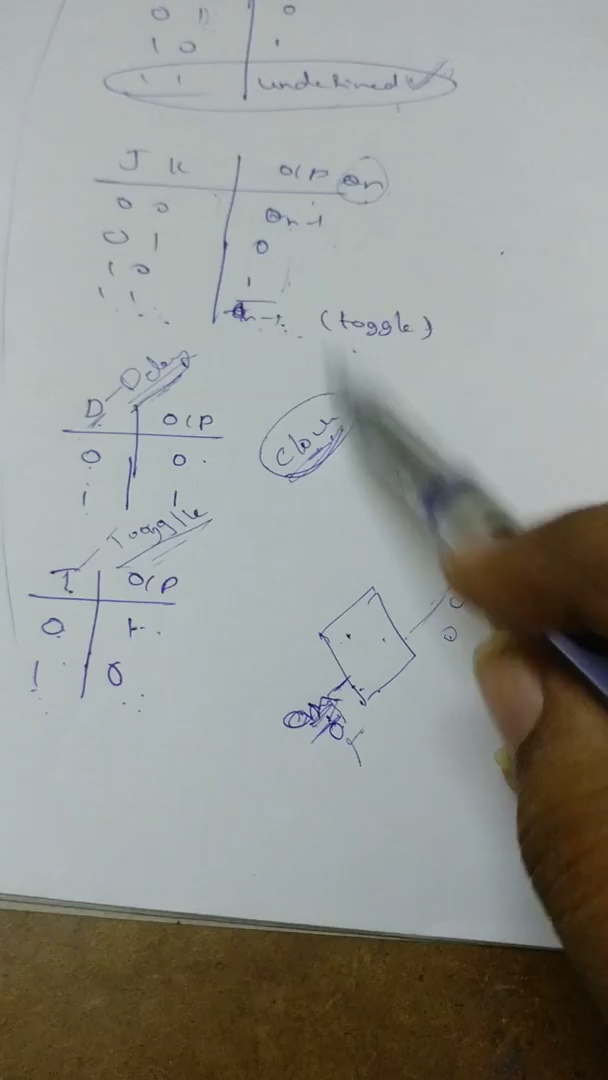 0 1 0
1 0 1
1 1 undefined
J K O/P Qn
0 0 Qn-1
0 1 0
1 0 1
1 1 Qn-1 (toggle)
D - Delay
O/P
0 0
1 1
Clock
Toggle
T O/P
0 1
1 0